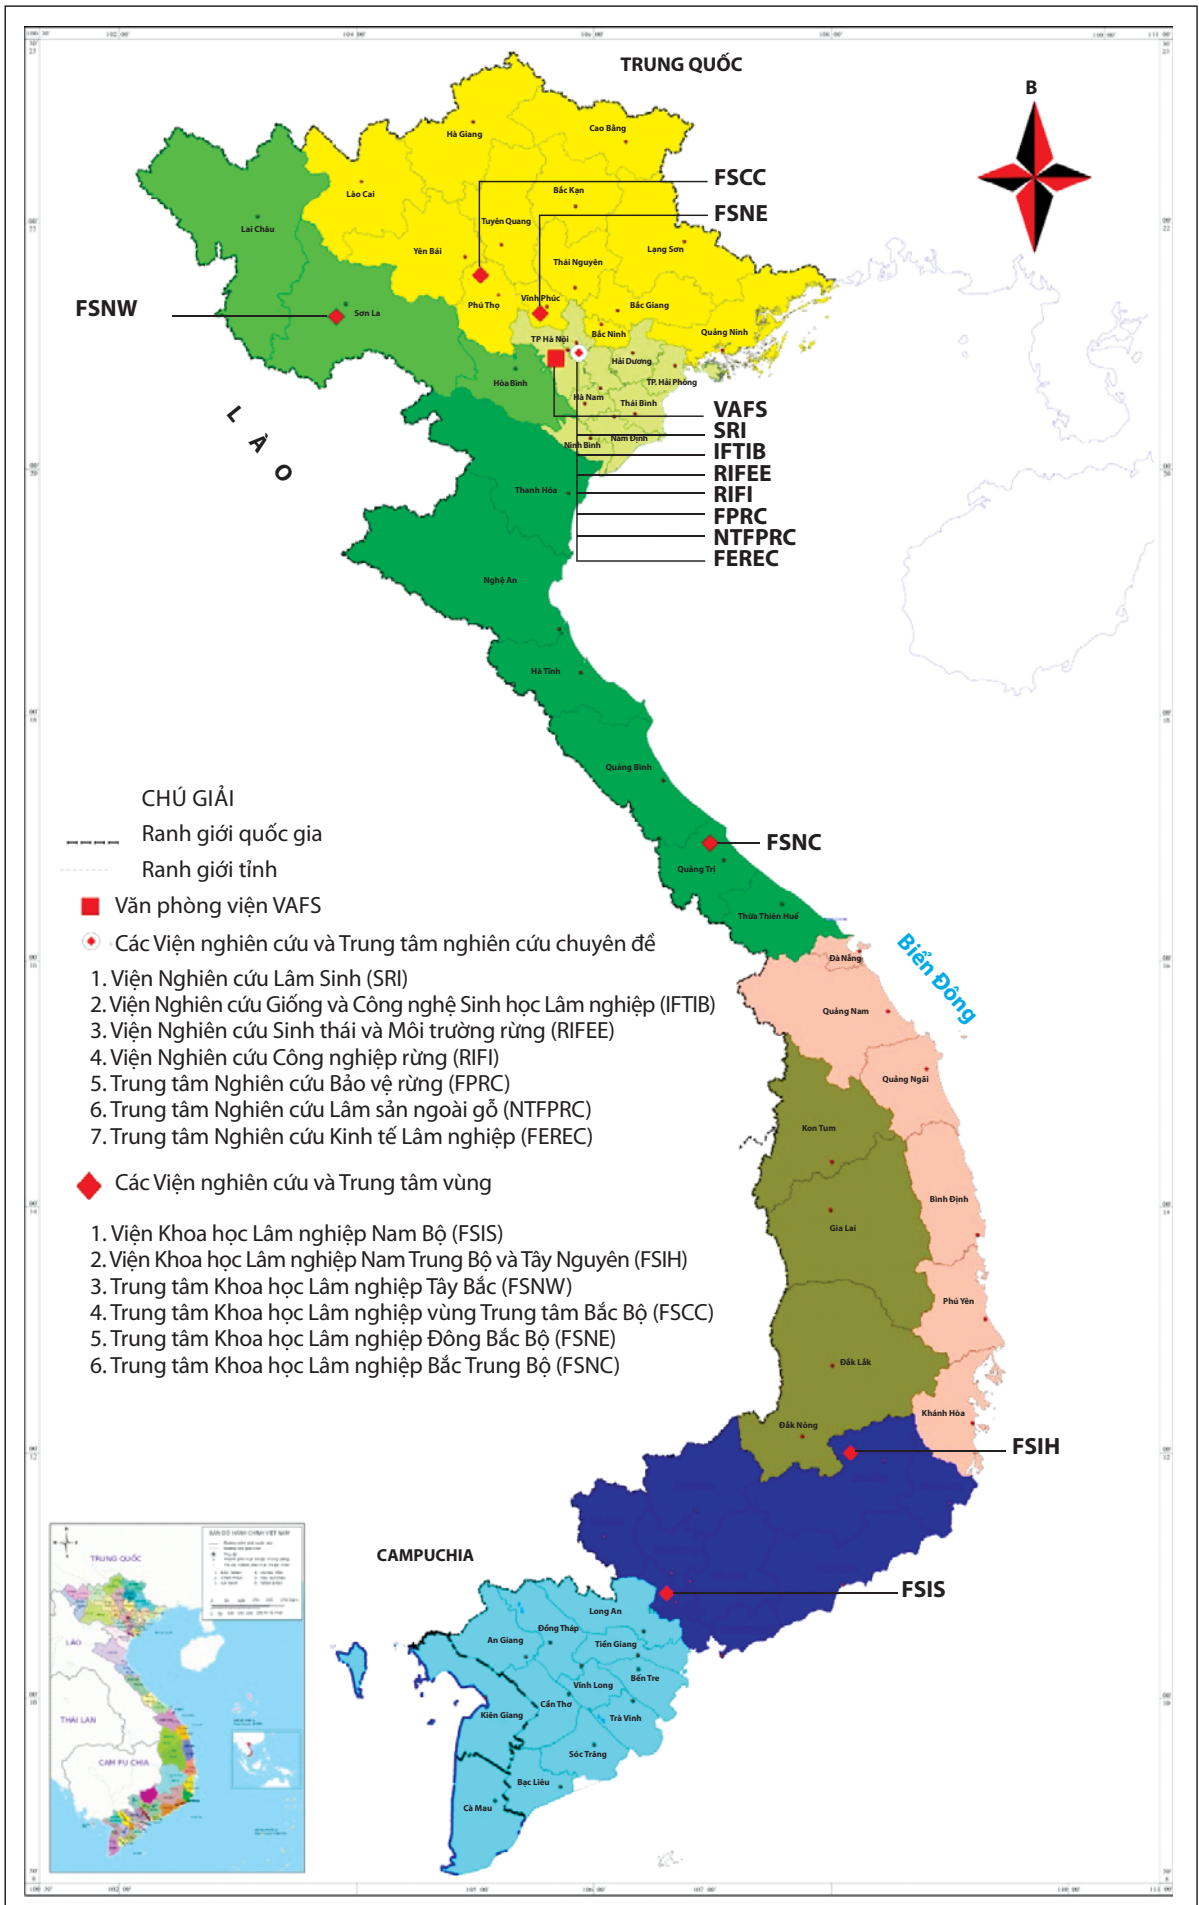 TRUNG QUỐC
B
Hà Giang
Cao Bằng
Lào Cai
Bắc Kạn
FSCC
Tuyên Quang
FSNE
Lai Châu
Yên Bái
Thái Nguyên
Lạng Sơn
Phú Thọ
Vĩnh Phúc
Bắc Giang
FSNW
Sơn La
TP Hà Nội
Bắc Ninh
Quảng Ninh
Hòa Bình
Hải Dương
TP. Hải Phòng
Hà Nam
Thái Bình
LÀO
Ninh Bình
Nam Định
VAFS
SRI
IFTIB
RIFEE
RIFI
FPRC
NTFPRC
FEREC
Thanh Hóa
Nghệ An
Hà Tĩnh
Quảng Bình
FSNC
Quảng Trị
Thừa Thiên Huế
Đà Nẵng
Biển Đông
Quảng Nam
Quảng Ngãi
Kon Tum
Bình Định
Gia Lai
Phú Yên
Đắk Lắk
Khánh Hòa
Đắk Nông
FSIH
CHÚ GIẢI
Ranh giới quốc gia
Ranh giới tỉnh
Văn phòng viện VAFS
Các Viện nghiên cứu và Trung tâm nghiên cứu chuyên đề
1. Viện Nghiên cứu Lâm Sinh (SRI)
2. Viện Nghiên cứu Giống và Công nghệ Sinh học Lâm nghiệp (IFTIB)
3. Viện Nghiên cứu Sinh thái và Môi trường rừng (RIFEE)
4. Viện Nghiên cứu Công nghiệp rừng (RIFI)
5. Trung tâm Nghiên cứu Bảo vệ rừng (FPRC)
6. Trung tâm Nghiên cứu Lâm sản ngoài gỗ (NTFPRC)
7. Trung tâm Nghiên cứu Kinh tế Lâm nghiệp (FEREC)
Các Viện nghiên cứu và Trung tâm vùng
1. Viện Khoa học Lâm nghiệp Nam Bộ (FSIS)
2. Viện Khoa học Lâm nghiệp Nam Trung Bộ và Tây Nguyên (FSIH)
3. Trung tâm Khoa học Lâm nghiệp Tây Bắc (FSNW)
4. Trung tâm Khoa học Lâm nghiệp vùng Trung tâm Bắc Bộ (FSCC)
5. Trung tâm Khoa học Lâm nghiệp Đông Bắc Bộ (FSNE)
6. Trung tâm Khoa học Lâm nghiệp Bắc Trung Bộ (FSNC)
CAMPUCHIA
FSIS
Long An
Đồng Tháp
An Giang
Tiền Giang
Bến Tre
Vĩnh Long
Cần Thơ
Kiên Giang
Trà Vinh
Sóc Trăng
Bạc Liêu
Cà Mau
BẢN ĐỒ HÀNH CHÍNH VIỆT NAM
TRUNG QUỐC
LÀO
THÁI LAN
CAM PU CHIA